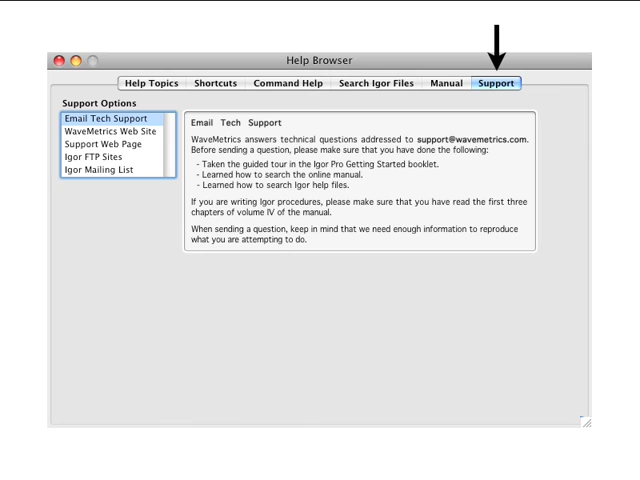 Help Browser
Help Topics Shortcuts Command Help Search Igor Files Manual Support
Support Options
Email Tech Support
WaveMetrics Web Site
Support Web Page
Igor FTP Sites
Igor Mailing List
Email Tech Support
WaveMetrics answers technical questions addressed to support@wavemetrics.com.
Before sending a question, please make sure that you have done the following:
- Taken the guided tour in the Igor Pro Getting Started booklet.
- Learned how to search the online manual.
- Learned how to search Igor help files.
If you are writing Igor procedures, please make sure that you have read the first three
chapters of volume IV of the manual.
When sending a question, keep in mind that we need enough information to reproduce
what you are attempting to do.